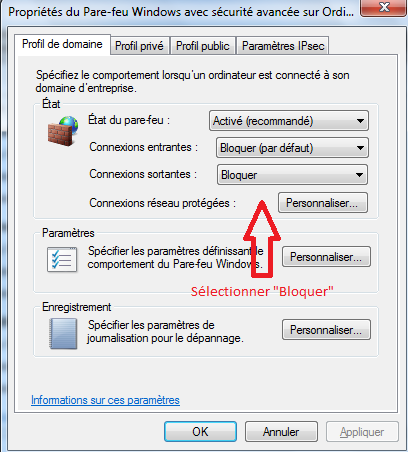 Propriétés du Pare-feu Windows avec sécurité avancée sur Ordi...
Profil de domaine
Profil privé
Profil public
Paramètres IPsec
Spécifiez le comportement lorsqu'un ordinateur est connecté à son
domaine d'entreprise.
État
État du pare-feu :
Activé (recommandé)
Connexions entrantes :
Bloquer (par défaut)
Connexions sortantes :
Bloquer
Connexions réseau protégées :
Personnaliser...
Paramètres
Spécifier les paramètres définissant
le comportement du Pare-feu Windows.
Personnaliser...
Sélectionner "Bloquer"
Enregistrement
Spécifier les paramètres de
journalisation pour le dépannage.
Personnaliser...
Informations sur ces paramètres
OK
Annuler
Appliquer